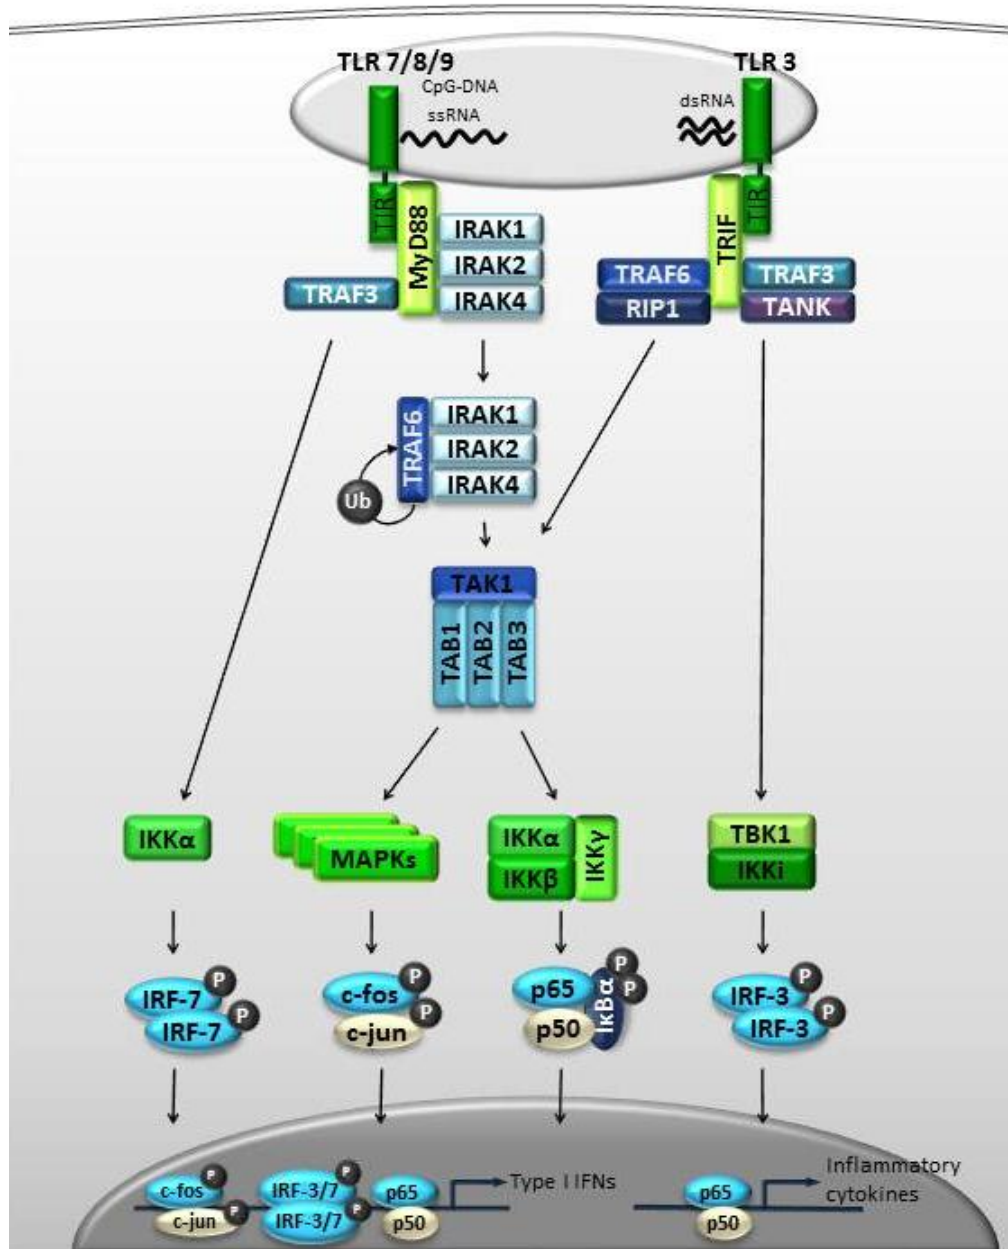 TLR 7/8/9
CpG-DNA
ssRNA
TLR 3
dsRNA
TIR
MyD88
IRAK1
IRAK2
IRAK4
TRAF3
TRIF
TIR
TRAF6
RIP1
TRAF3
TANK
TRAF6
IRAK1
IRAK2
IRAK4
Ub
TAK1
TAB1
TAB2
TAB3
IKKα
MAPKs
IKKα
IKKβ
IKKγ
TBK1
IKKi
IRF-7
P
IRF-7
P
c-fos
P
c-jun
P
p65
p50
IκBα
P
P
IRF-3
P
IRF-3
P
c-fos
P
c-jun
P
IRF-3/7
P
IRF-3/7
P
p65
p50
Type I IFNs
p65
p50
Inflammatory
cytokines